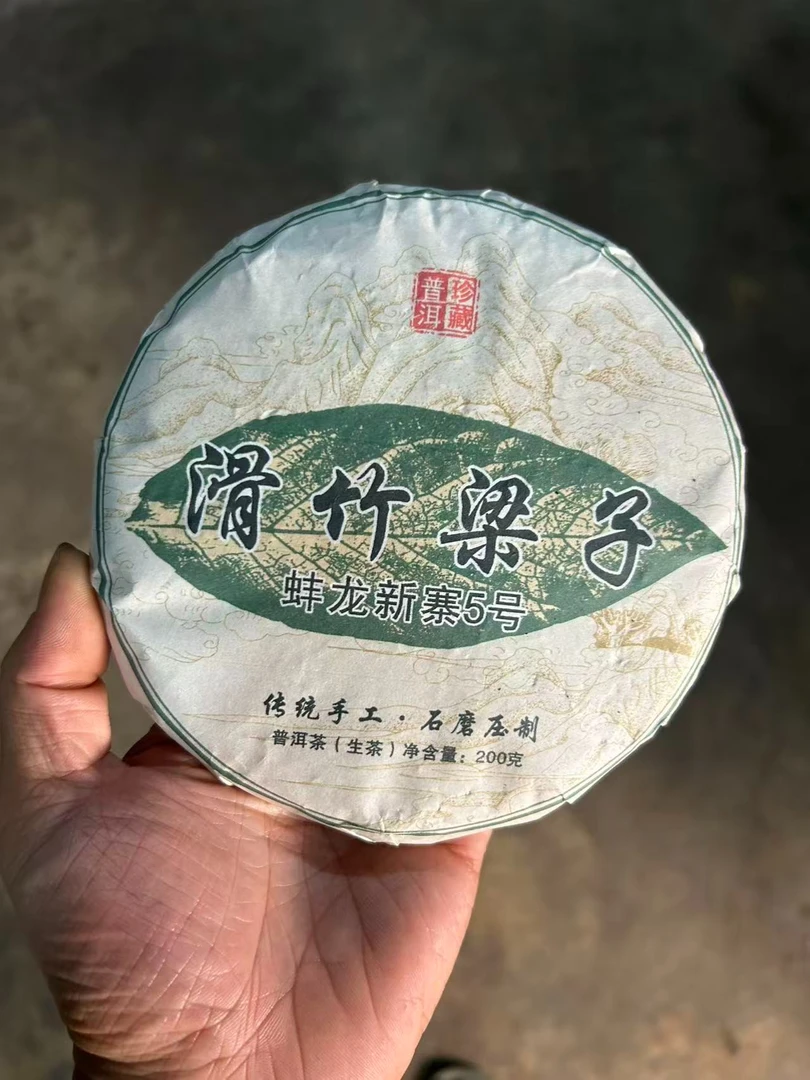 珍藏
普洱
滑竹梁子
蚌龙新寨5号
传统手工·石磨压制
普洱茶（生茶）净含量：200克